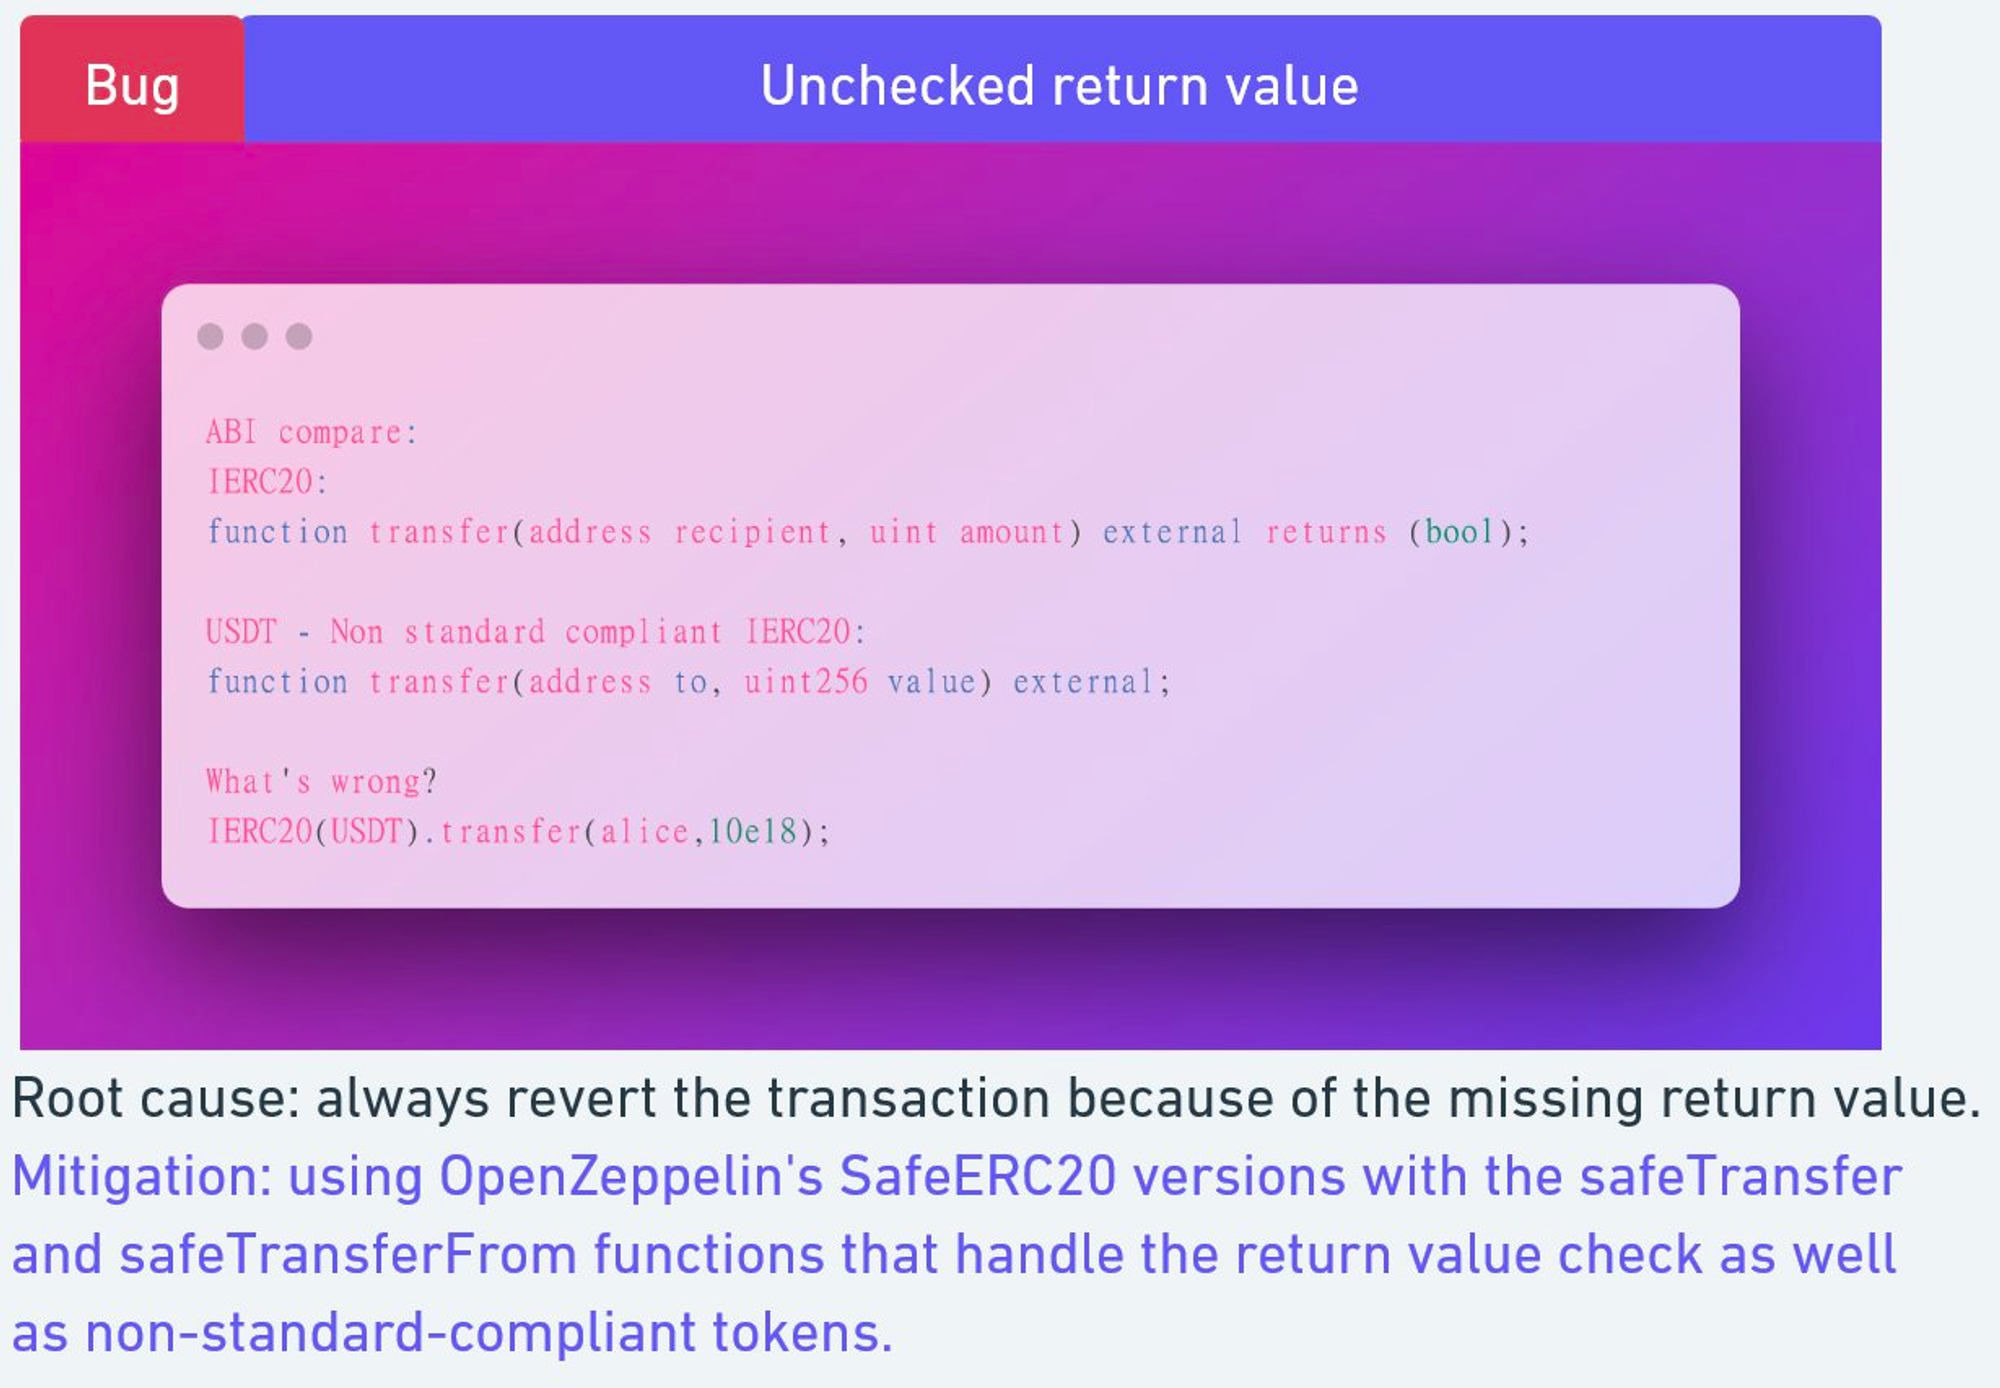 Bug
Unchecked return value
ABI compare:
IERC20:
function transfer(address recipient, uint amount) external returns (bool);
USDT - Non standard compliant IERC20:
function transfer(address to, uint256 value) external;
What's wrong?
IERC20(USDT).transfer(alice,10e18);
Root cause: always revert the transaction because of the missing return value.
Mitigation: using OpenZeppelin's SafeERC20 versions with the safeTransfer
and safeTransferFrom functions that handle the return value check as well
as non-standard-compliant tokens.